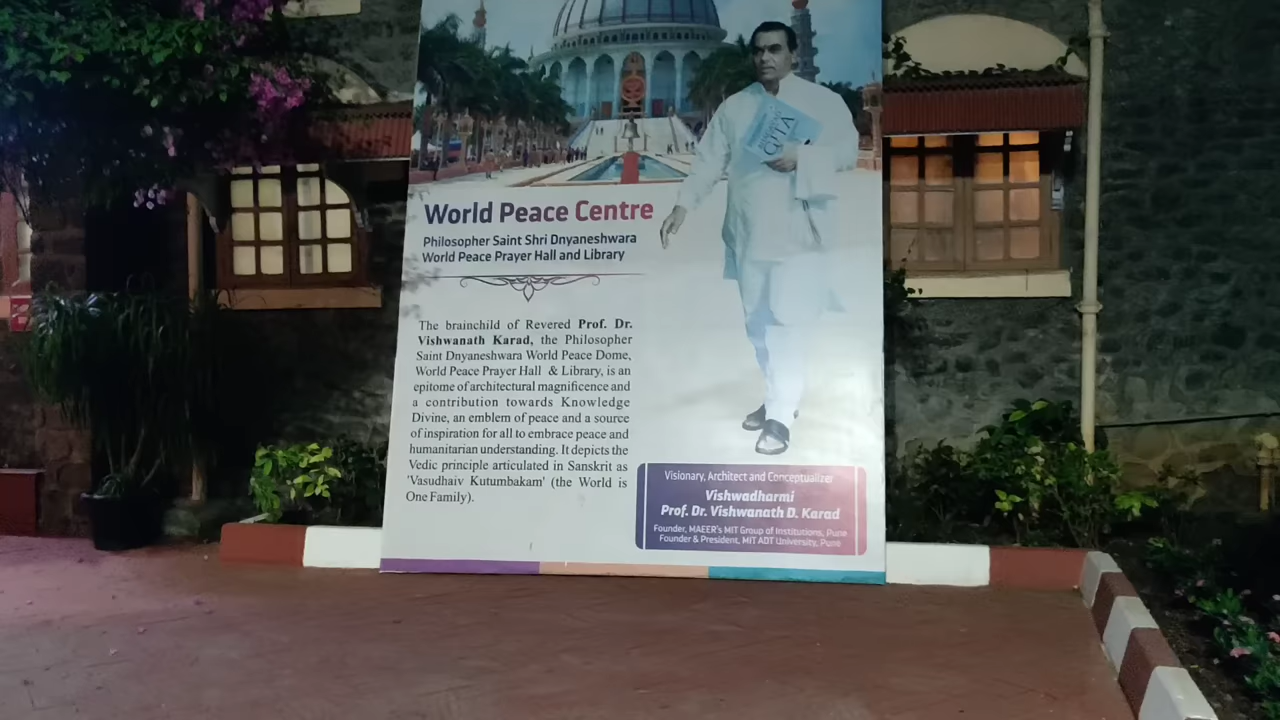 GITA
World Peace Centre
Philosopher Saint Shri Dnyaneshwara
World Peace Prayer Hall and Library
The brainchild of Revered Prof. Dr.
Vishwanath Karad, the Philosopher
Saint Dnyaneshwara World Peace Dome,
World Peace Prayer Hall & Library, is an
epitome of architectural magnificence and
a contribution towards Knowledge
Divine, an emblem of peace and a source
of inspiration for all to embrace peace and
humanitarian understanding. It depicts the
Vedic principle articulated in Sanskrit as
'Vasudhaiv Kutumbakam' (the World is
One Family).
Visionary, Architect and Conceptualizer
Vishwadharmi
Prof. Dr. Vishwanath D. Karad
Founder, MAEER's MIT Group of Institutions, Pune
Founder & President, MIT ADT University, Pune